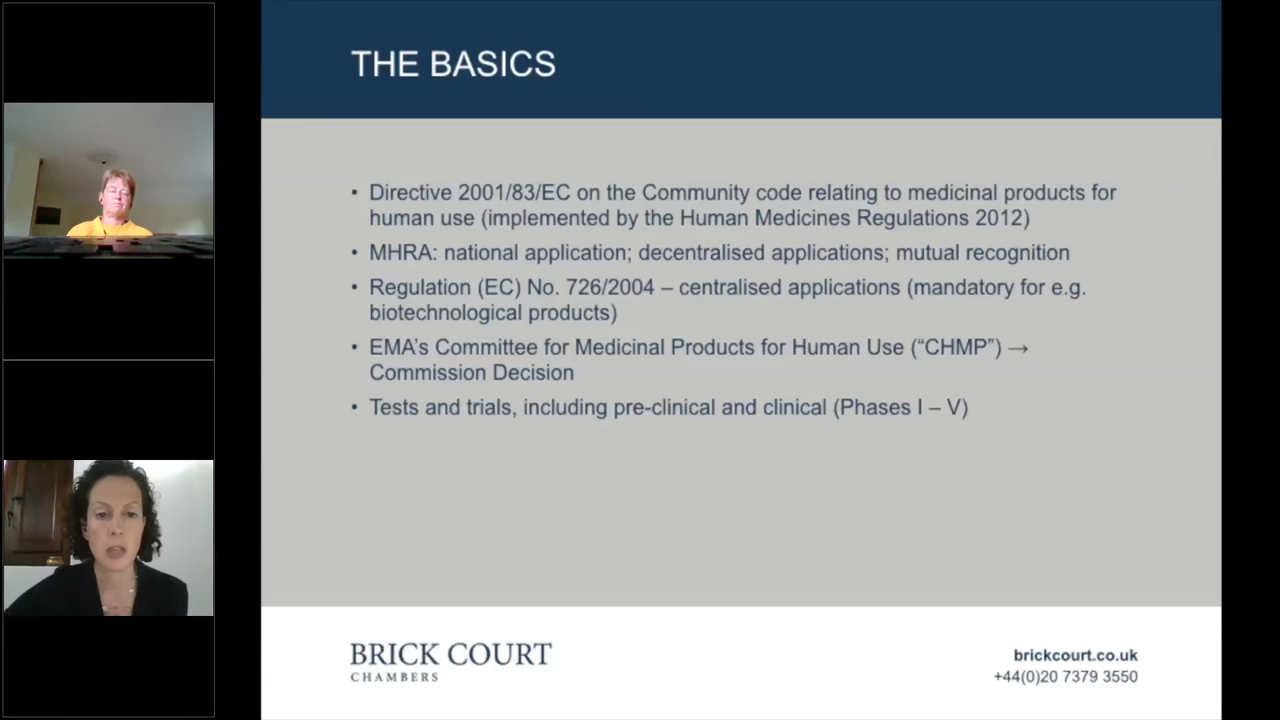 THE BASICS
• Directive 2001/83/EC on the Community code relating to medicinal products for
human use (implemented by the Human Medicines Regulations 2012)
• MHRA: national application; decentralised applications; mutual recognition
• Regulation (EC) No. 726/2004 – centralised applications (mandatory for e.g.
biotechnological products)
• EMA’s Committee for Medicinal Products for Human Use (“CHMP”) →
Commission Decision
• Tests and trials, including pre-clinical and clinical (Phases I – V)
BRICK COURT
CHAMBERS
brickcourt.co.uk
+44(0)20 7379 3550